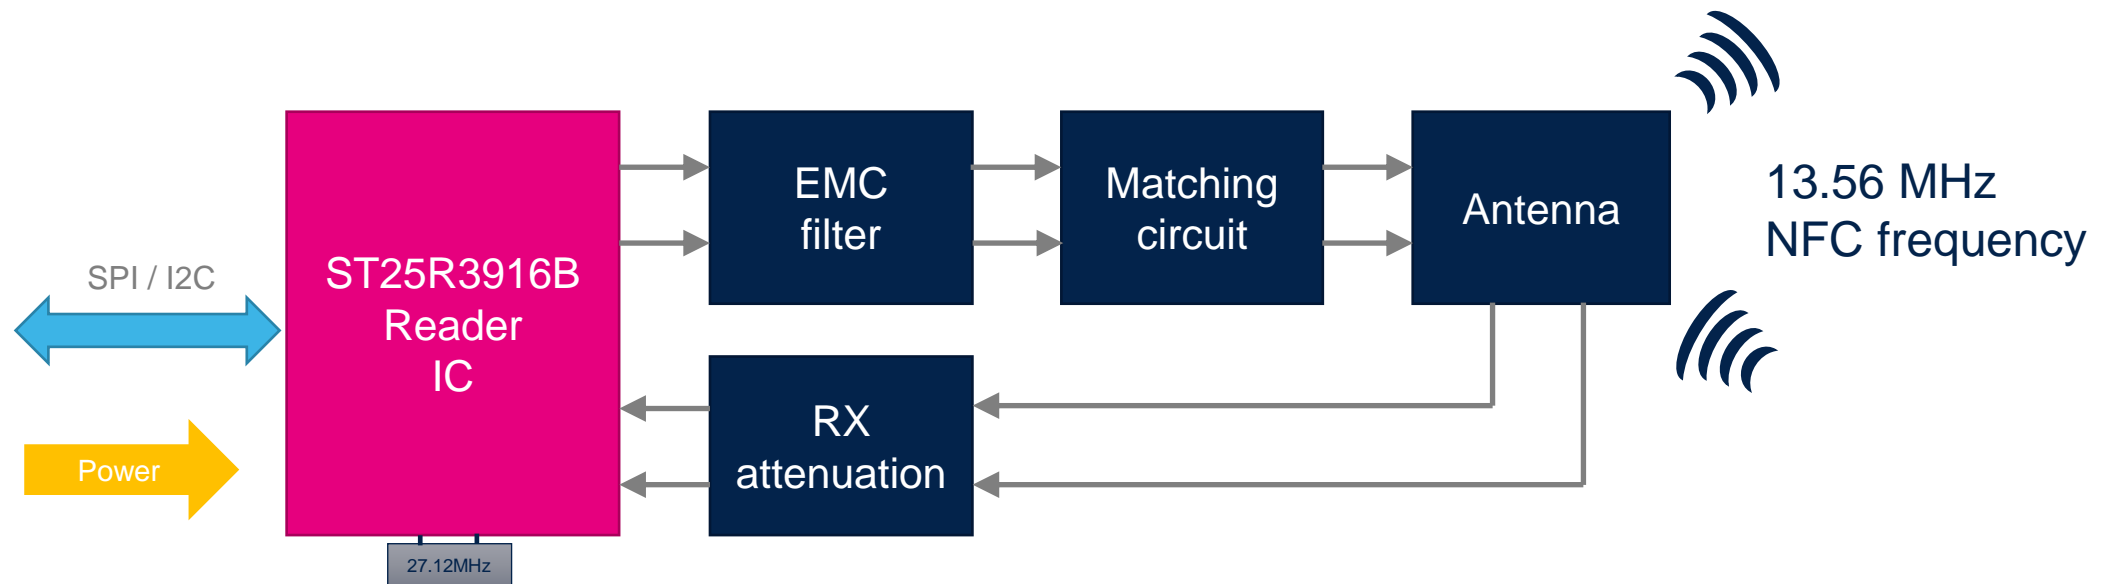 SPI / I2C
Power
ST25R3916B
Reader
IC
27.12MHz
EMC
filter
Matching
circuit
Antenna
RX
attenuation
13.56 MHz
NFC frequency